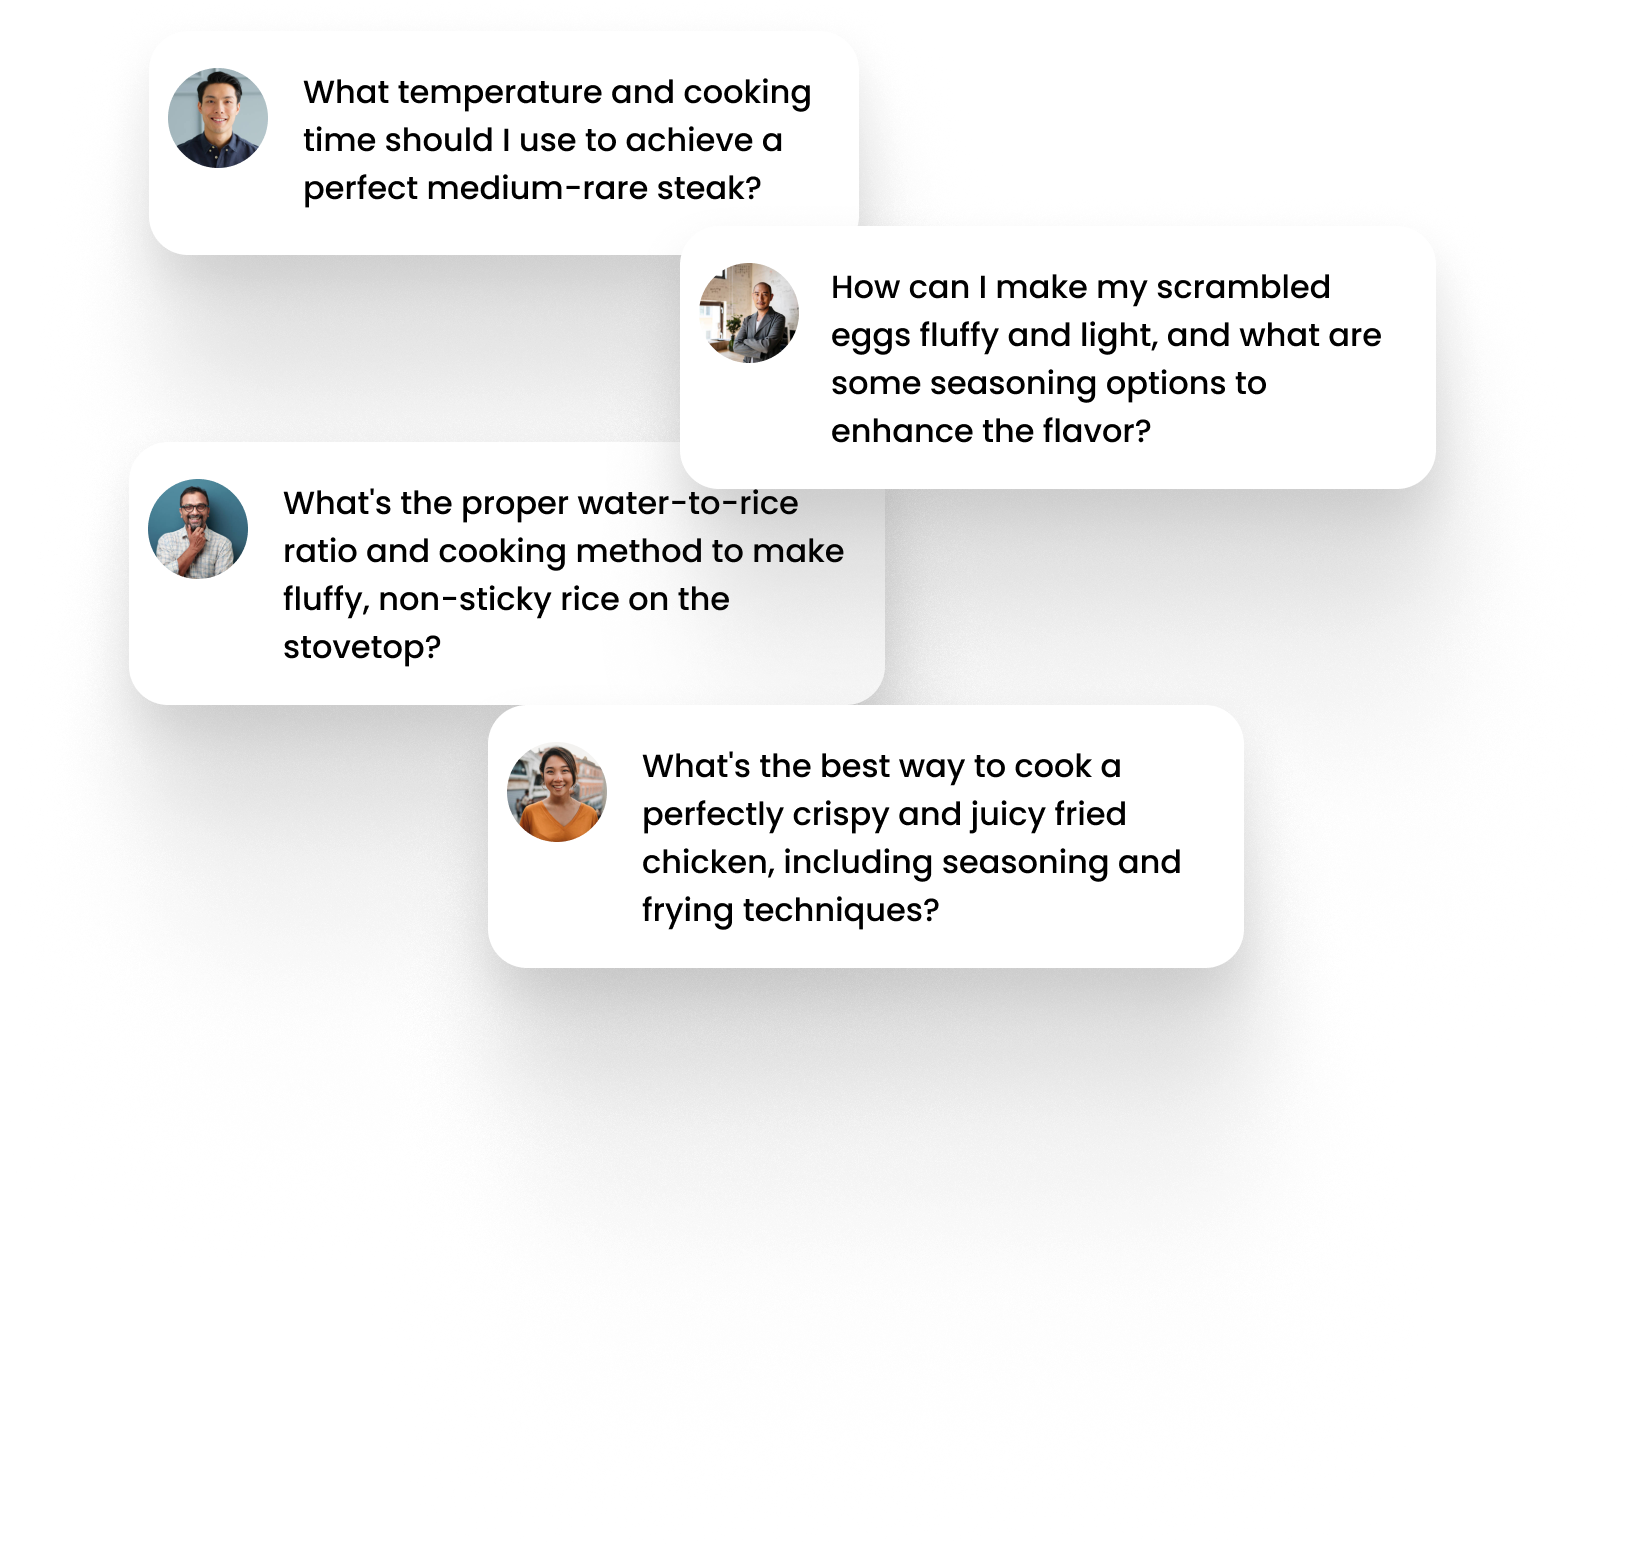 What temperature and cooking
time should I use to achieve a
perfect medium-rare steak?
How can I make my scrambled
eggs fluffy and light, and what are
some seasoning options to
enhance the flavor?
What's the proper water-to-rice
ratio and cooking method to make
fluffy, non-sticky rice on the
stovetop?
What's the best way to cook a
perfectly crispy and juicy fried
chicken, including seasoning and
frying techniques?